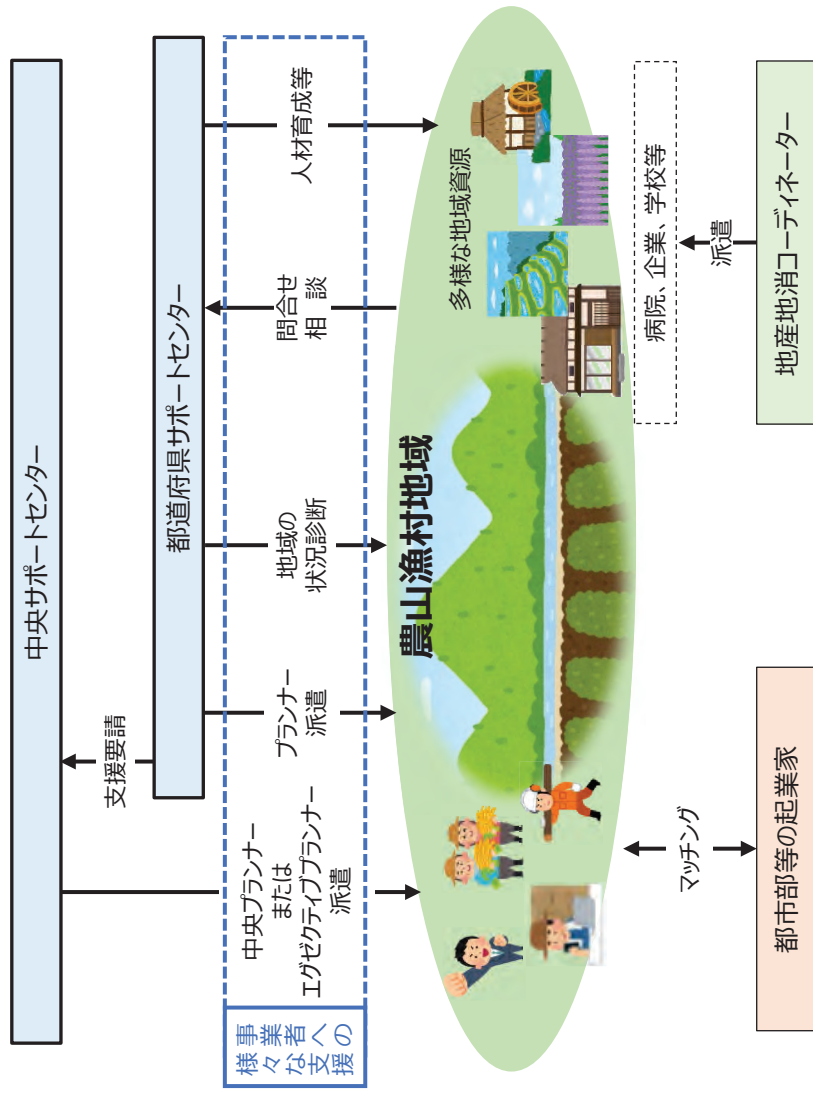 中央サポートセンター
支援要請
都道府県サポートセンター
事業者への
様々な支援
中央プランナー
または
エグゼクティブプランナー
派遣
プランナー
派遣
地域の
状況診断
問合せ
相談
人材育成等
農山漁村地域
多様な地域資源
マッチング
都市部等の起業家
病院、企業、学校等
派遣
地産地消コーディネーター